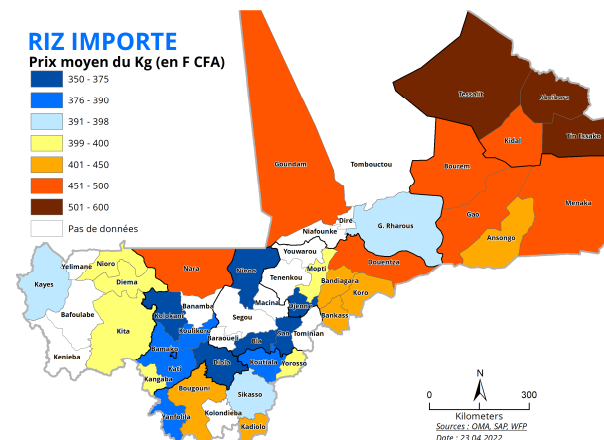 RIZ IMPORTE
Prix moyen du Kg (en F CFA)
350 - 375
376 - 390
391 - 398
399 - 400
401 - 450
451 - 500
501 - 600
Pas de données
Tessalit
Abeibara
Tin Essako
Kidal
Goundam
Tombouctou
Bourem
Menaka
Dire
G. Rharous
Gao
Niafounke
Ansongo
Youwarou
Douentza
Yelimane
Nioro
Nara
Niono
Mopti
Kayes
Diema
Tenenkou
Bandiagara
Koro
Macina
Djenne
Bafoulabe
Kolokani
Banamba
Segou
Bankass
Kita
Koulikoro
Baraoueli
San
Tominian
Bamako
Bla
Kenieba
Kati
Dioila
Koutiala
Yorosso
Kangaba
Bougouni
Sikasso
Yanfolila
Kolondieba
Kadiolo
N
0 300
Kilometers
Sources : OMA, SAP, WFP
Date : 23.04.2022